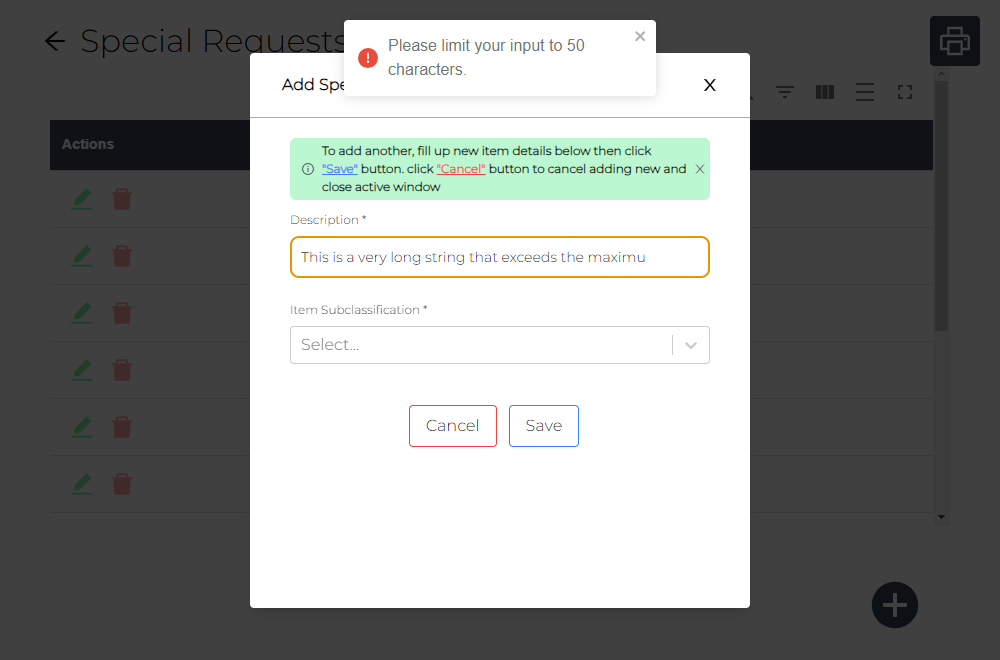 Special Requests
Please limit your input to 50
characters.
Add Spe
X
Actions
To add another, fill up new item details below then click
"Save" button. click "Cancel" button to cancel adding new and
close active window
Description *
This is a very long string that exceeds the maximu
Item Subclassification *
Select...
Cancel
Save